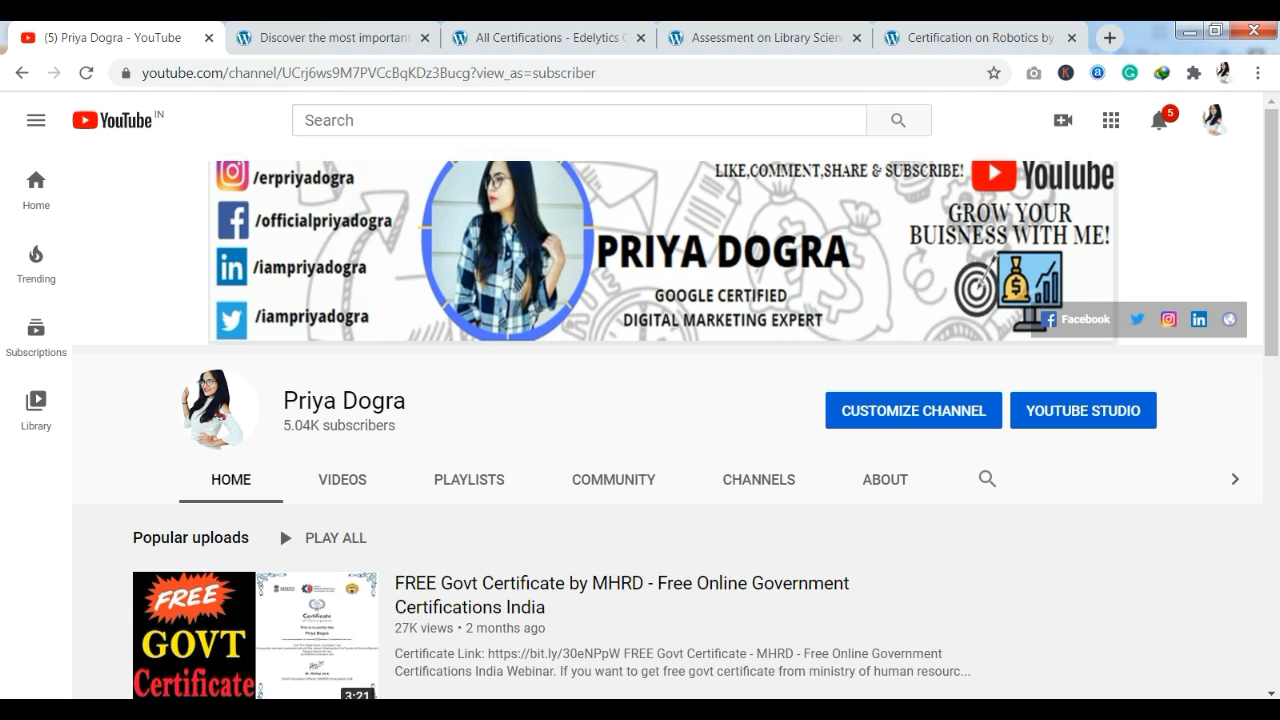 (5) Priya Dogra - YouTube
Discover the most important
All Certifications - Edelytics
Assessment on Library Scien
Certification on Robotics by
youtube.com/channel/UCrj6ws9M7PVCcBqKDz3Bucg?view_as=subscriber
YouTube IN
Search
5
Home
Trending
Subscriptions
Library
/erpriyadogra
/officialpriyadogra
/iampriyadogra
/iampriyadogra
PRIYA DOGRA
GOOGLE CERTIFIED
DIGITAL MARKETING EXPERT
LIKE,COMMENT,SHARE & SUBSCRIBE! YouTube
GROW YOUR
BUISNESS WITH ME!
Facebook
Priya Dogra
5.04K subscribers
CUSTOMIZE CHANNEL
YOUTUBE STUDIO
HOME VIDEOS PLAYLISTS COMMUNITY CHANNELS ABOUT
Popular uploads PLAY ALL
FREE
GOVT
Certificate
MHRD
Certificate
Priya Dogra
3:21
FREE Govt Certificate by MHRD - Free Online Government
Certifications India
27K views • 2 months ago
Certificate Link FREE Govt Certificate by MHRD - Free Online Government
Certifications India Webinar. If you want to get free govt certificate from ministry of human resourc...